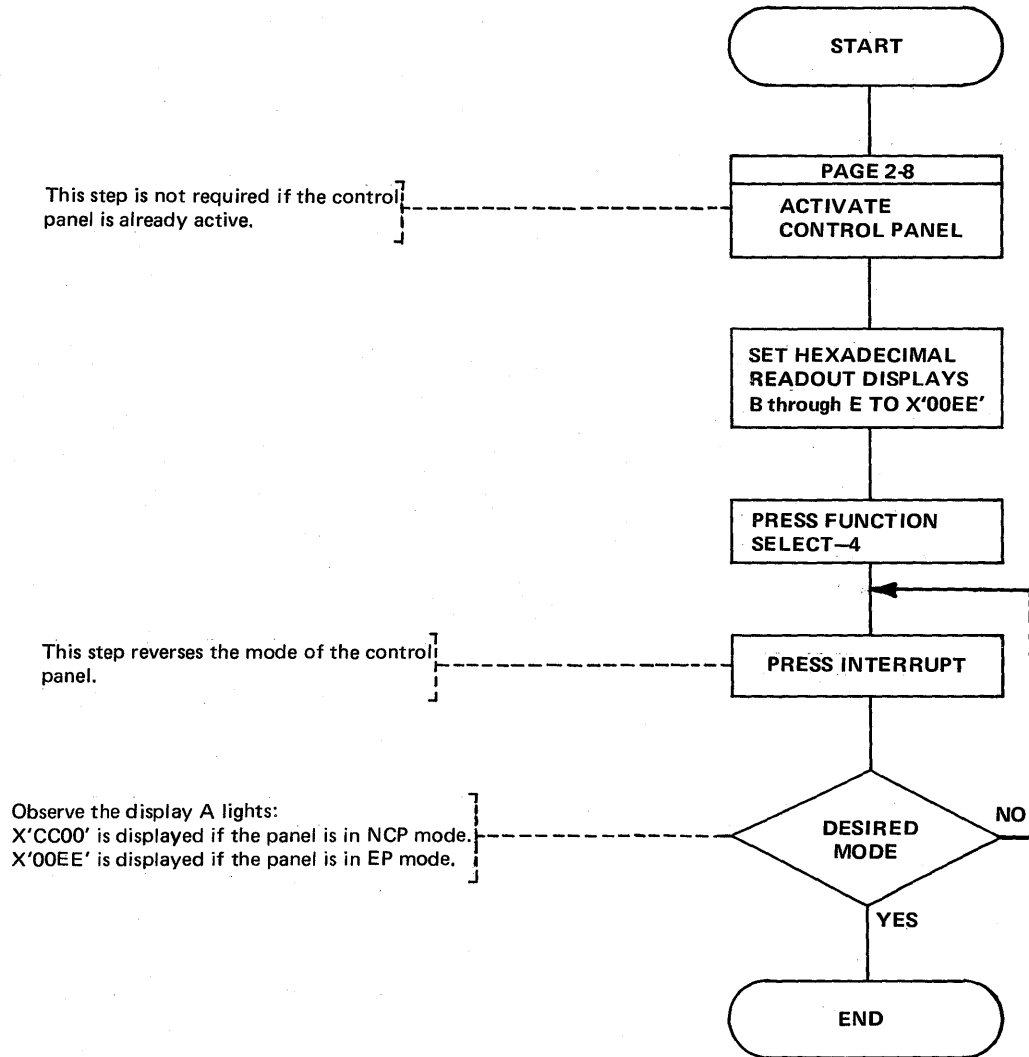 START
PAGE 2-8
This step is not required if the control
panel is already active.
ACTIVATE
CONTROL PANEL
SET HEXADECIMAL
READOUT DISPLAYS
B through E TO X'00EE'
PRESS FUNCTION
SELECT—4
This step reverses the mode of the control
panel.
PRESS INTERRUPT
Observe the display A lights:
X'CC00' is displayed if the panel is in NCP mode.
X'00EE' is displayed if the panel is in EP mode.
DESIRED
MODE
NO
YES
END